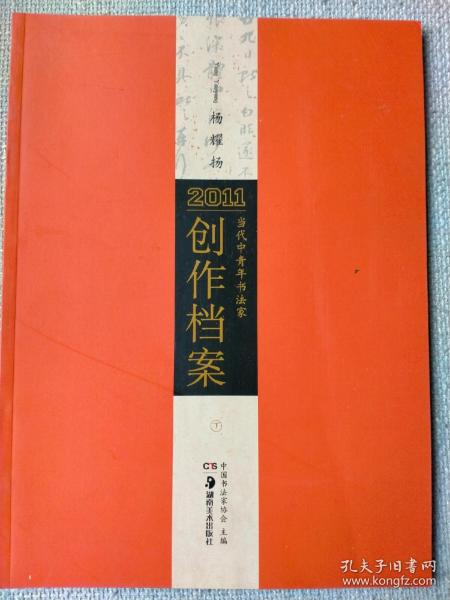 杨耀扬
2011
当代中青年书法家
创作档案
下
中国书法家协会 主编
CTS
湖南美术出版社
孔夫子旧书网
www.kongfz.com